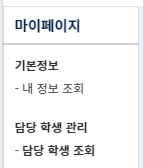 마이페이지
기본정보
- 내 정보 조회
담당 학생 관리
- 담당 학생 조회